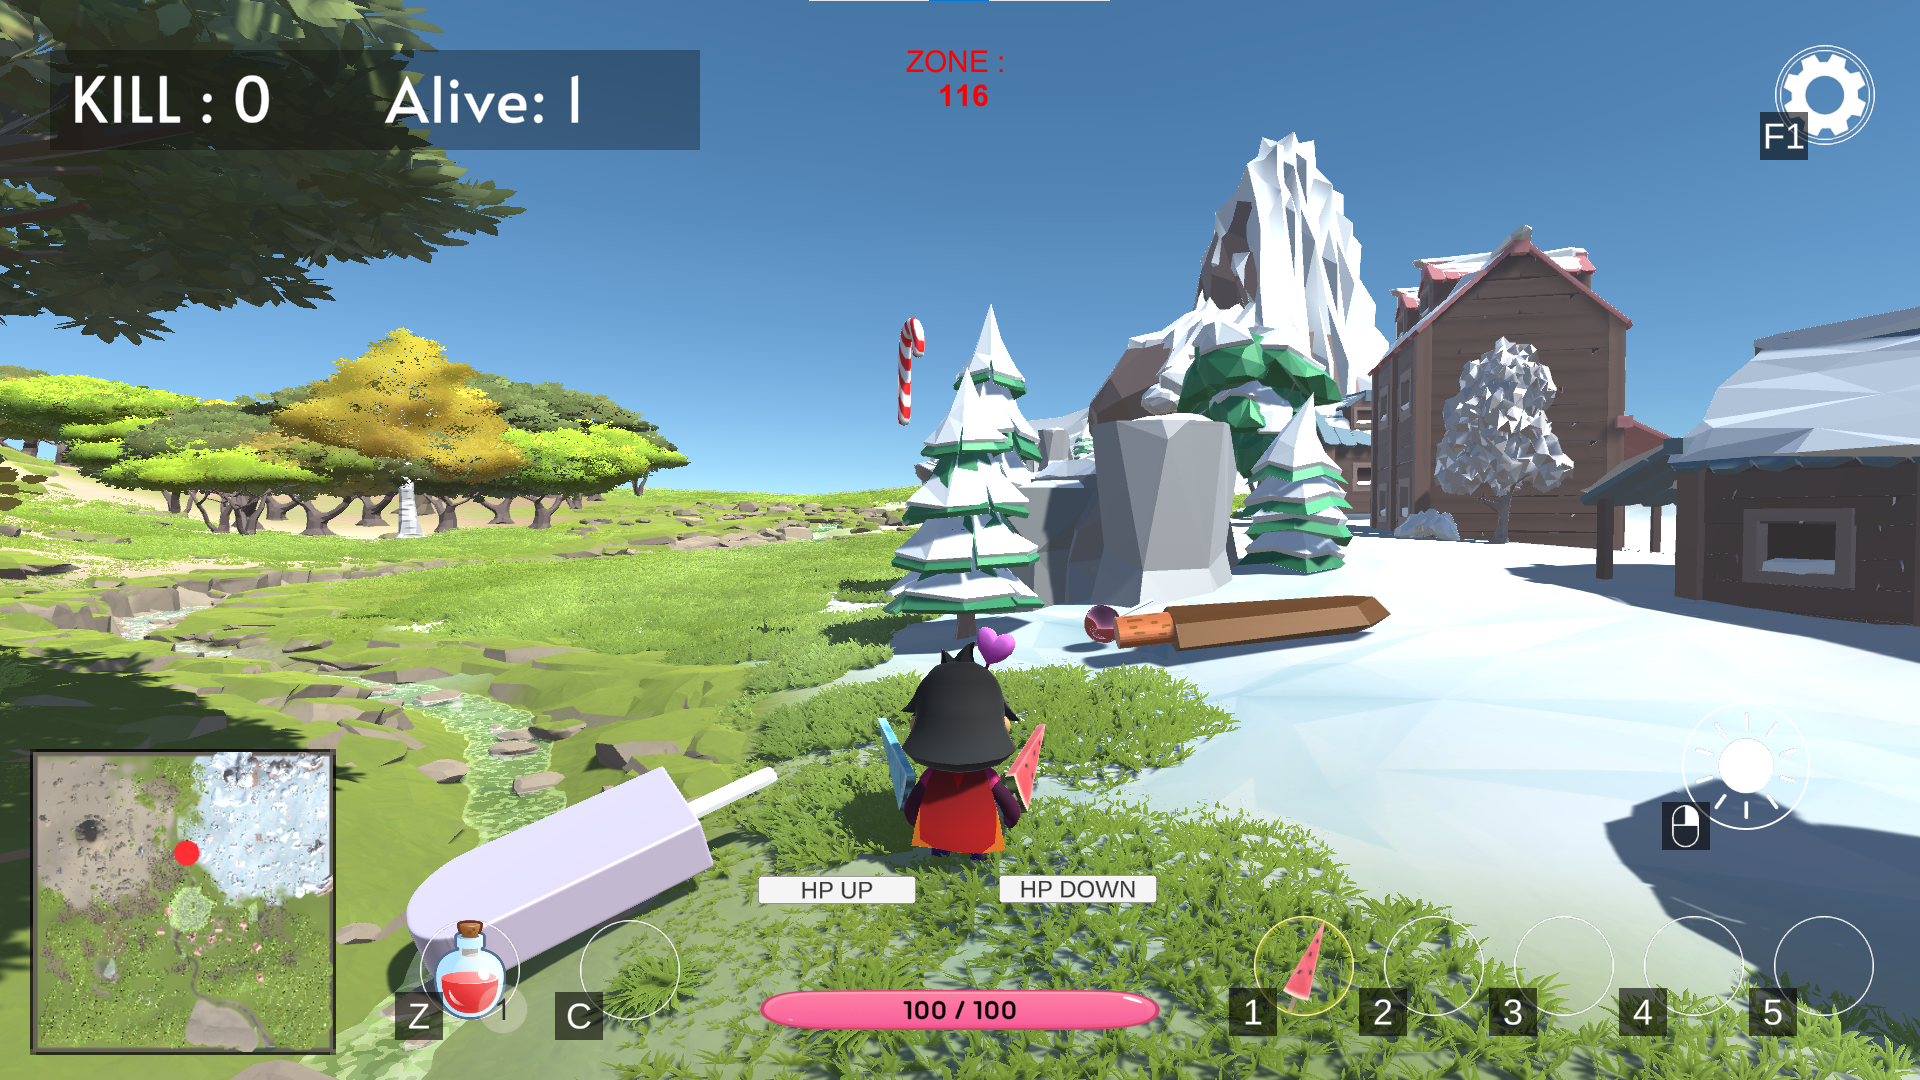 KILL : 0 Alive: 1
ZONE :
116
F1
HP UP HP DOWN
100 / 100
Z 1 C
1 2 3 4 5